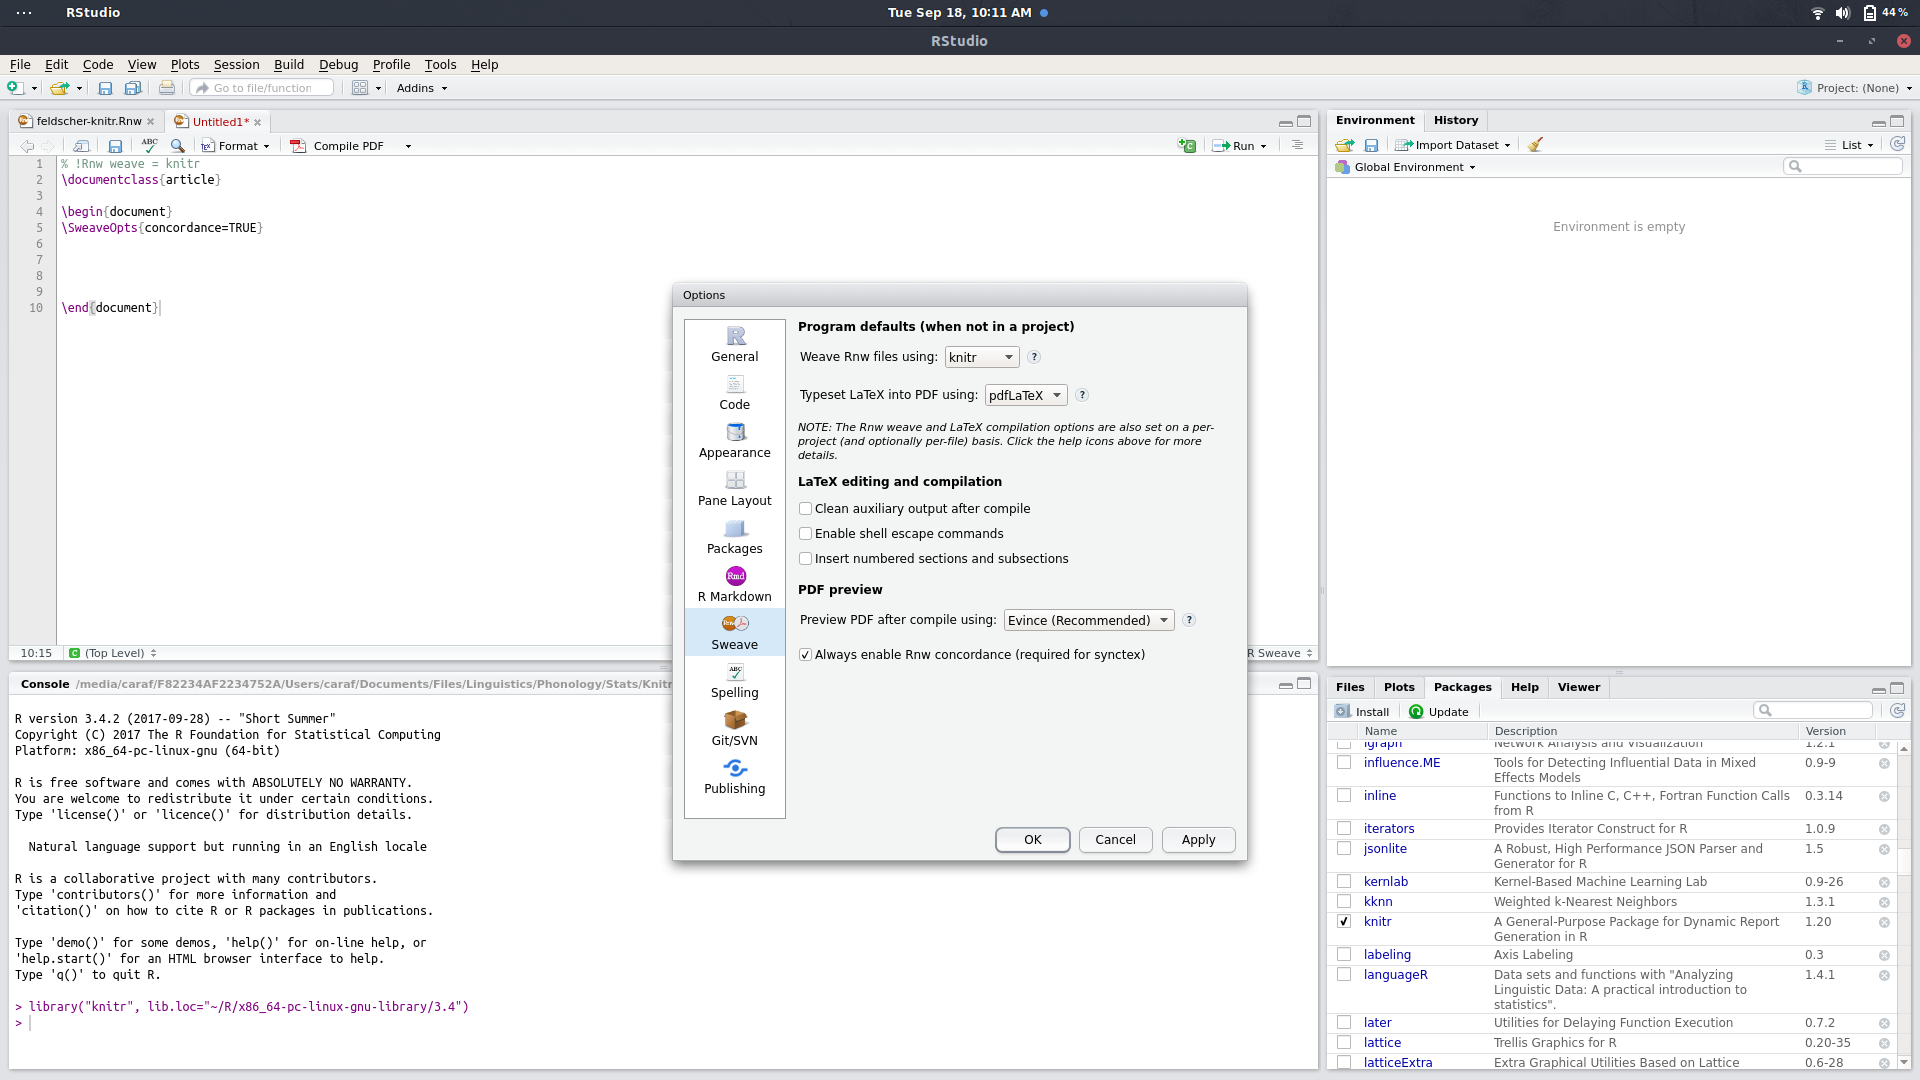 RStudio
Tue Sep 18, 10:11 AM
44 %
RStudio
File Edit Code View Plots Session Build Debug Profile Tools Help
Go to file/function
Addins
Project: (None)
feldscher-knitr.Rnw
Untitled1*
Format
Compile PDF
Run
1 % !Rnw weave = knitr
2 \documentclass{article}
3
4 \begin{document}
5 \SweaveOpts{concordance=TRUE}
6
7
8
9
10 \end{document}
10:15
(Top Level)
R Sweave
Console /media/caraf/F82234AF2234752A/Users/caraf/Documents/Files/Linguistics/Phonology/Stats/Knitr
R version 3.4.2 (2017-09-28) -- "Short Summer"
Copyright (C) 2017 The R Foundation for Statistical Computing
Platform: x86_64-pc-linux-gnu (64-bit)
R is free software and comes with ABSOLUTELY NO WARRANTY.
You are welcome to redistribute it under certain conditions.
Type 'license()' or 'licence()' for distribution details.
Natural language support but running in an English locale
R is a collaborative project with many contributors.
Type 'contributors()' for more information and
'citation()' on how to cite R or R packages in publications.
Type 'demo()' for some demos, 'help()' for on-line help, or
'help.start()' for an HTML browser interface to help.
Type 'q()' to quit R.
> library("knitr", lib.loc="~/R/x86_64-pc-linux-gnu-library/3.4")
>
Options
General
Code
Appearance
Pane Layout
Packages
Rmd
R Markdown
Rnw
Sweave
ABC
Spelling
Git/SVN
Publishing
Program defaults (when not in a project)
Weave Rnw files using: knitr ?
Typeset LaTeX into PDF using: pdfLaTeX ?
NOTE: The Rnw weave and LaTeX compilation options are also set on a per-
project (and optionally per-file) basis. Click the help icons above for more
details.
LaTeX editing and compilation
Clean auxiliary output after compile
Enable shell escape commands
Insert numbered sections and subsections
PDF preview
Preview PDF after compile using: Evince (Recommended) ?
Always enable Rnw concordance (required for synctex)
OK Cancel Apply
Environment History
Import Dataset
List
Global Environment
Environment is empty
Files Plots Packages Help Viewer
Install Update
Name Description Version
igraph Network Analysis and Visualization 1.2.1
influence.ME Tools for Detecting Influential Data in Mixed 0.9-9
Effects Models
inline Functions to Inline C, C++, Fortran Function Calls 0.3.14
from R
iterators Provides Iterator Construct for R 1.0.9
jsonlite A Robust, High Performance JSON Parser and 1.5
Generator for R
kernlab Kernel-Based Machine Learning Lab 0.9-26
kknn Weighted k-Nearest Neighbors 1.3.1
knitr A General-Purpose Package for Dynamic Report 1.20
Generation in R
labeling Axis Labeling 0.3
languageR Data sets and functions with "Analyzing 1.4.1
Linguistic Data: A practical introduction to
statistics".
later Utilities for Delaying Function Execution 0.7.2
lattice Trellis Graphics for R 0.20-35
latticeExtra Extra Graphical Utilities Based on Lattice 0.6-28